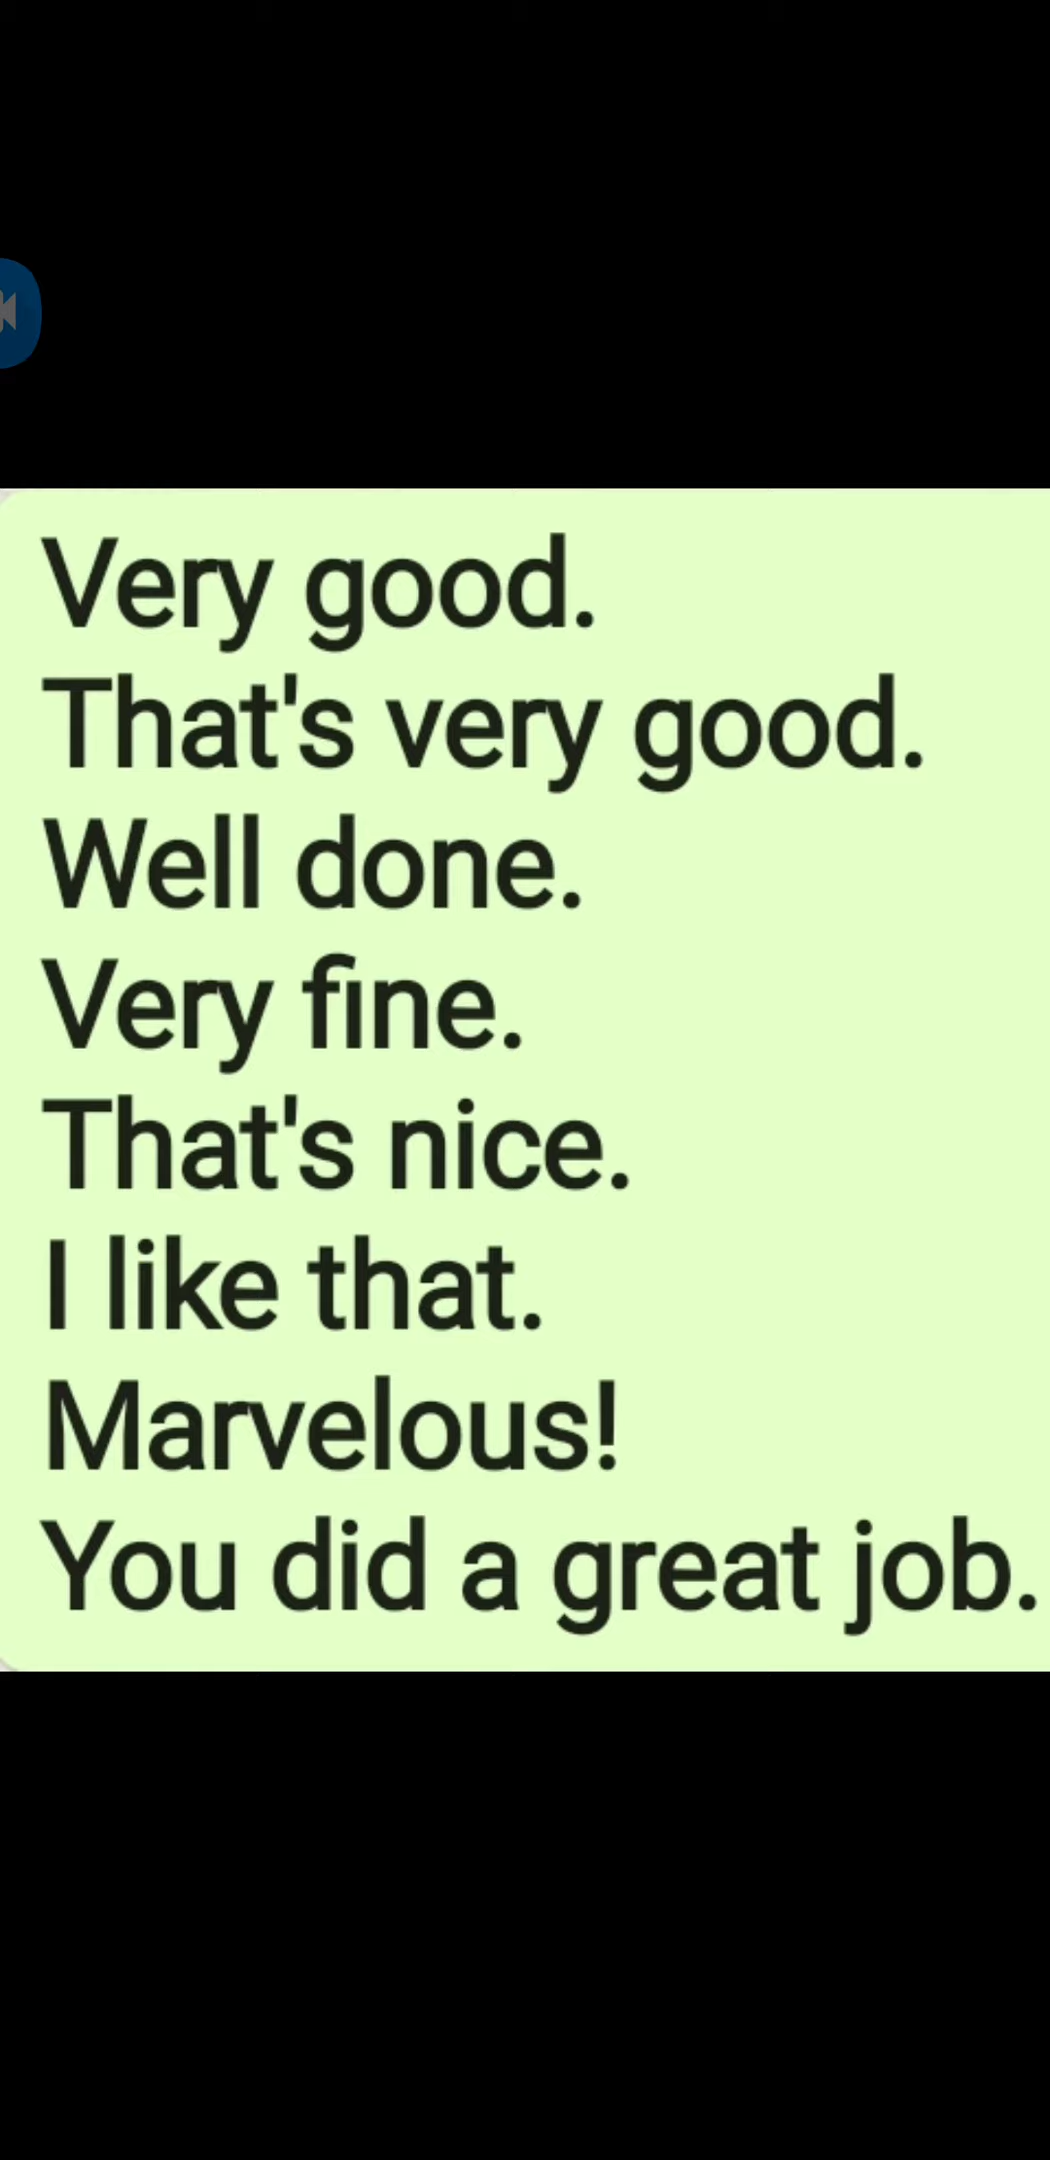 Very good.
That's very good.
Well done.
Very fine.
That's nice.
I like that.
Marvelous!
You did a great job.